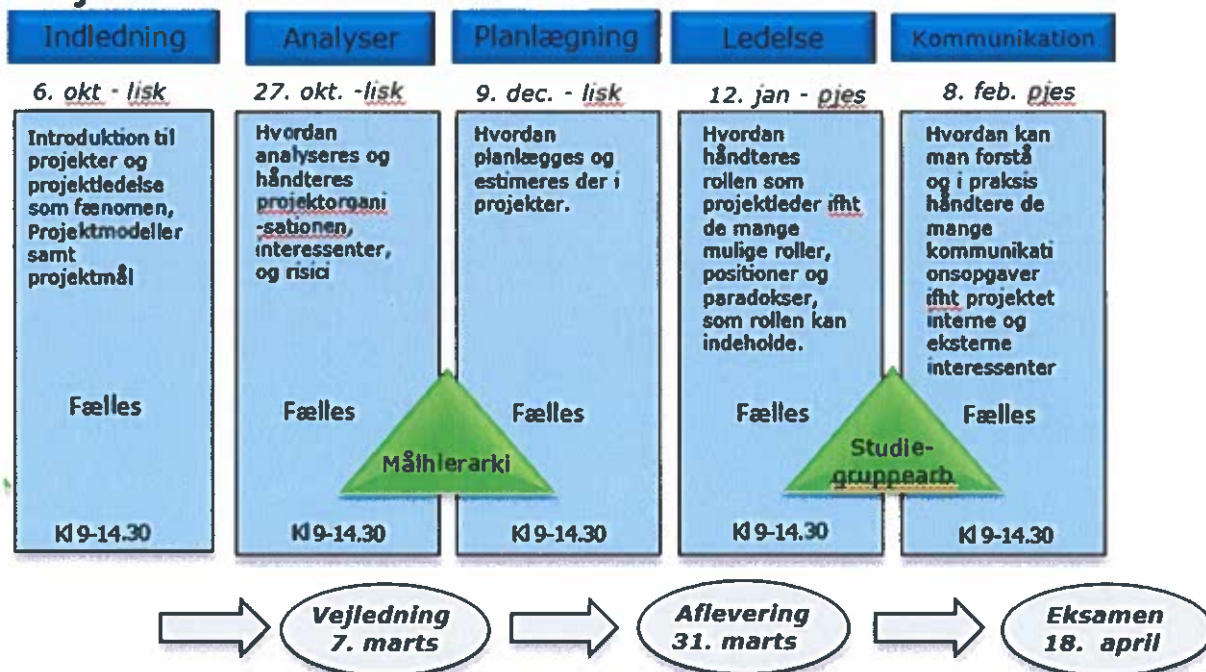 Indledning
6. okt - lisk
Introduktion til
projekter og
projektledelse
som fænomen,
Projektmodeller
samt
projektmål
Fælles
Kl 9-14.30
Analyser
27. okt. -lisk
Hvordan
analyseres og
håndteres
projektorgani
-sationen,
interessenter,
og risici
Fælles
Kl 9-14.30
Målhierarki
Planlægning
9. dec. - lisk
Hvordan
planlægges og
estimeres der i
projekter.
Fælles
Kl 9-14.30
Ledelse
12. jan - pjes
Hvordan
håndteres
rollen som
projektleder ifht
de mange
mulige roller,
positioner og
paradokser,
som rollen kan
indeholde.
Fælles
Kl 9-14.30
Studie-
gruppearb
Kommunikation
8. feb. pjes
Hvordan kan
man forstå
og i praksis
håndtere de
mange
kommunikati
onsopgaver
ifht projektet
interne og
eksterne
interessenter
Fælles
Kl 9-14.30
Vejledning
7. marts
Aflevering
31. marts
Eksamen
18. april